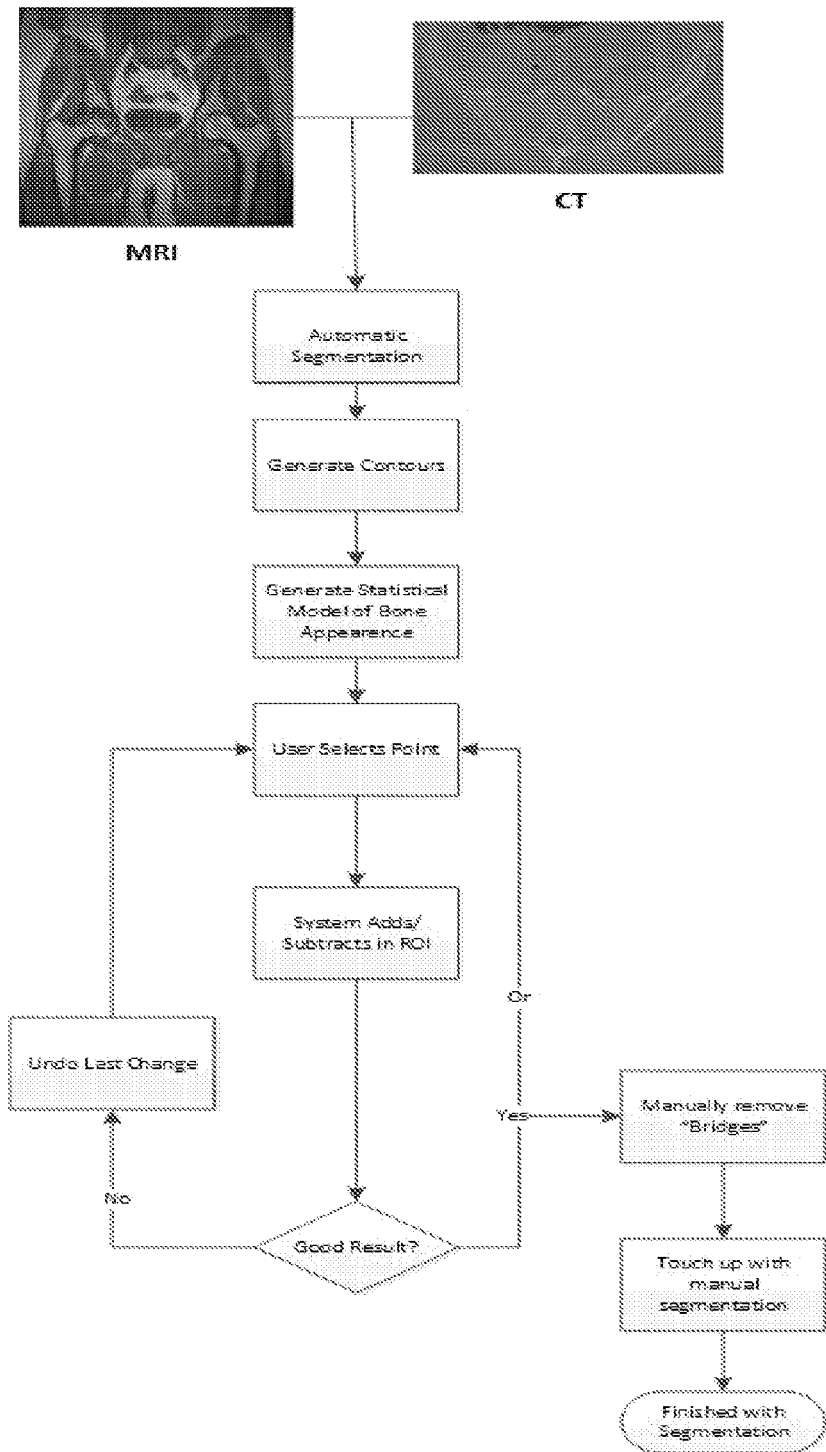 CT
MRI
Automatic
Segmentation
Generate Contours
Generate Statistical
Model of Bone
Appearence
User Selects Point
System Adds/
Subtracts in ROI
Or
Undo Last Change
Yes
Manually remove
"Bridges"
No
Good Result?
Touch up with
manual
segmentation
Finished with
Segmentation